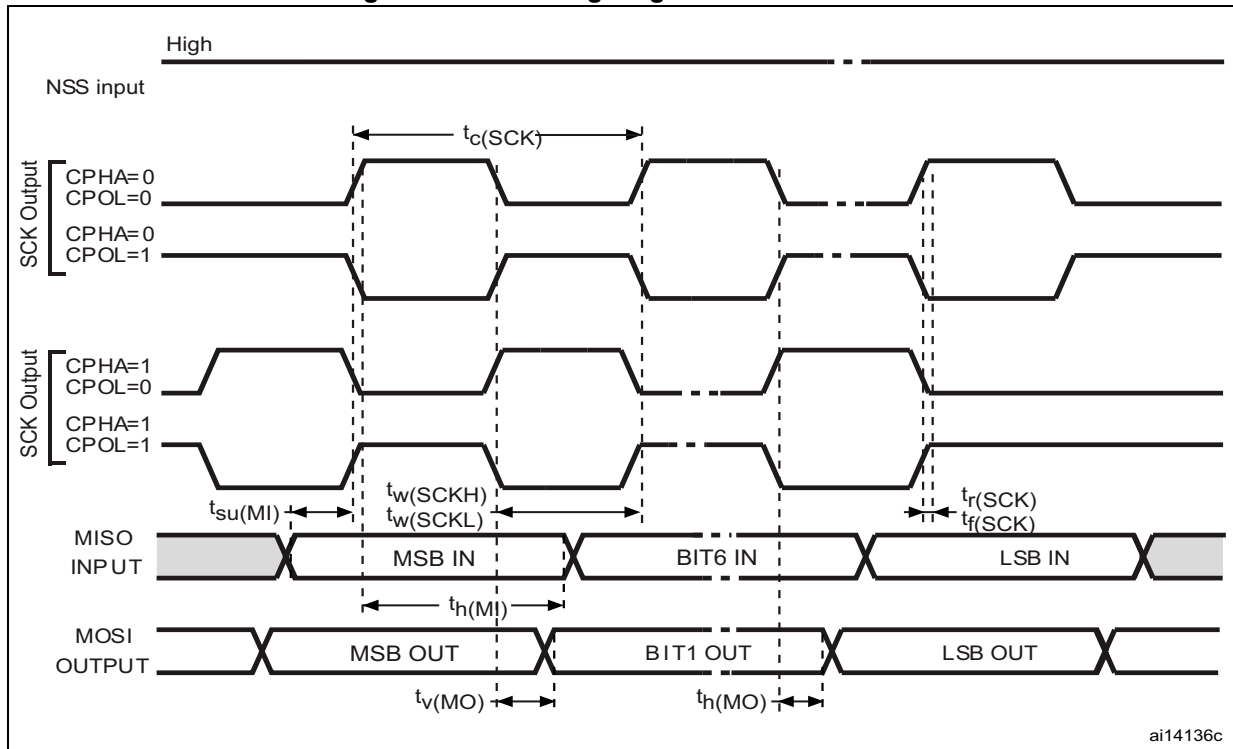 High
NSS input
tc(SCK)
SCK Output
CPHA=0
CPOL=0
CPHA=0
CPOL=1
SCK Output
CPHA=1
CPOL=0
CPHA=1
CPOL=1
tsu(MI)
tw(SCKH)
tw(SCKL)
tr(SCK)
tf(SCK)
MISO
INPUT
MSB IN
BIT6 IN
LSB IN
th(MI)
MOSI
OUTPUT
MSB OUT
BIT1 OUT
LSB OUT
tv(MO)
th(MO)
ai14136c